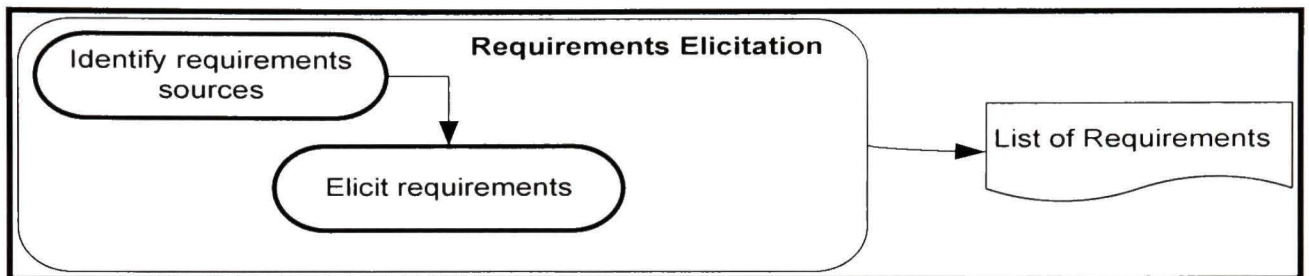 Requirements Elicitation
Identify requirements
sources
Elicit requirements
List of Requirements